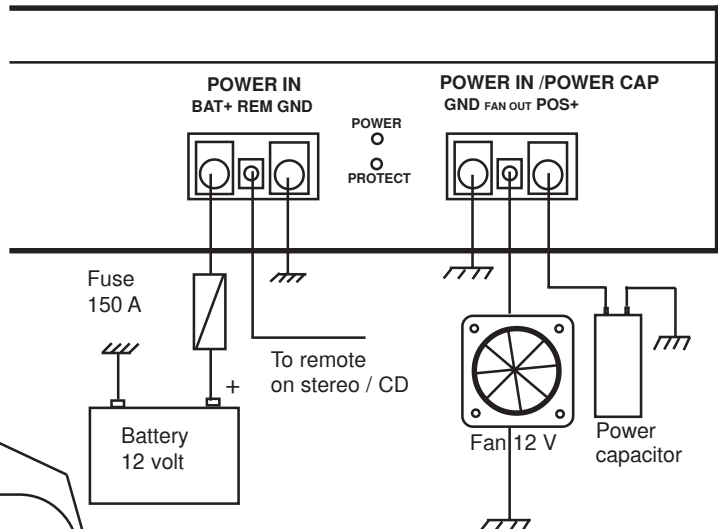 POWER IN
BAT+ REM GND
POWER
PROTECT
POWER IN /POWER CAP
GND FAN OUT POS+
Fuse
150 A
To remote
on stereo / CD
+
Battery
12 volt
Fan 12 V
Power
capacitor